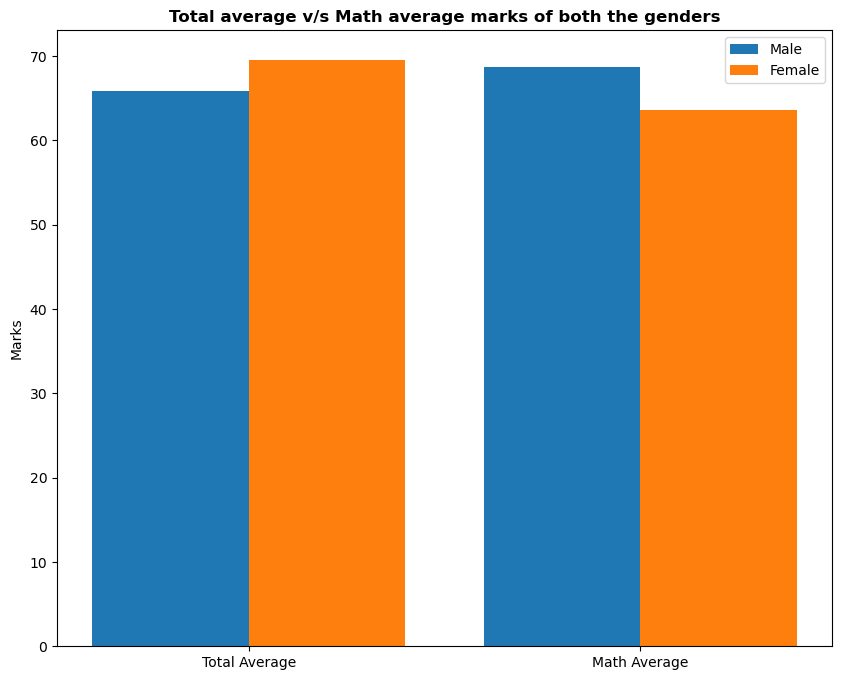 Total average v/s Math average marks of both the genders
Male
Female
70
60
50
40
30
20
10
0
Marks
Total Average
Math Average